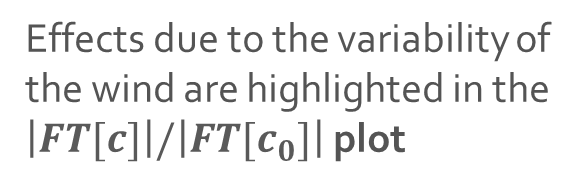 Effects due to the variability of
the wind are highlighted in the
|FT[c]|/|FT[c₀]| plot